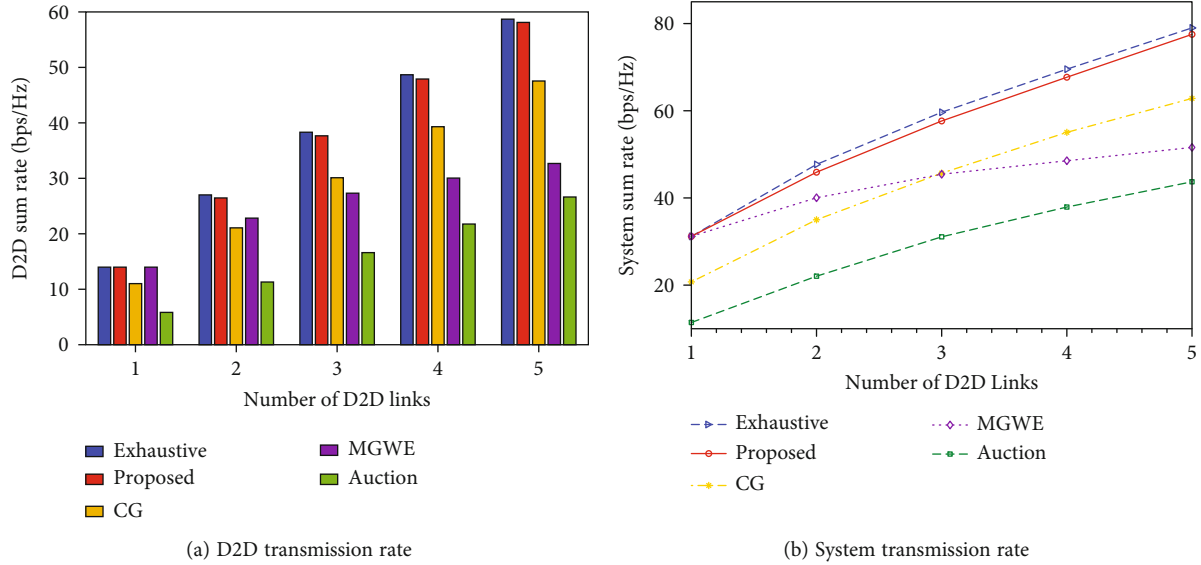 60
50
40
30
20
10
0
D2D sum rate (bps/Hz)
1 2 3 4 5
Number of D2D links
Exhaustive
Proposed
CG
MGWE
Auction
(a) D2D transmission rate
80
60
40
20
System sum rate (bps/Hz)
1 2 3 4 5
Number of D2D Links
Exhaustive
Proposed
CG
MGWE
Auction
(b) System transmission rate